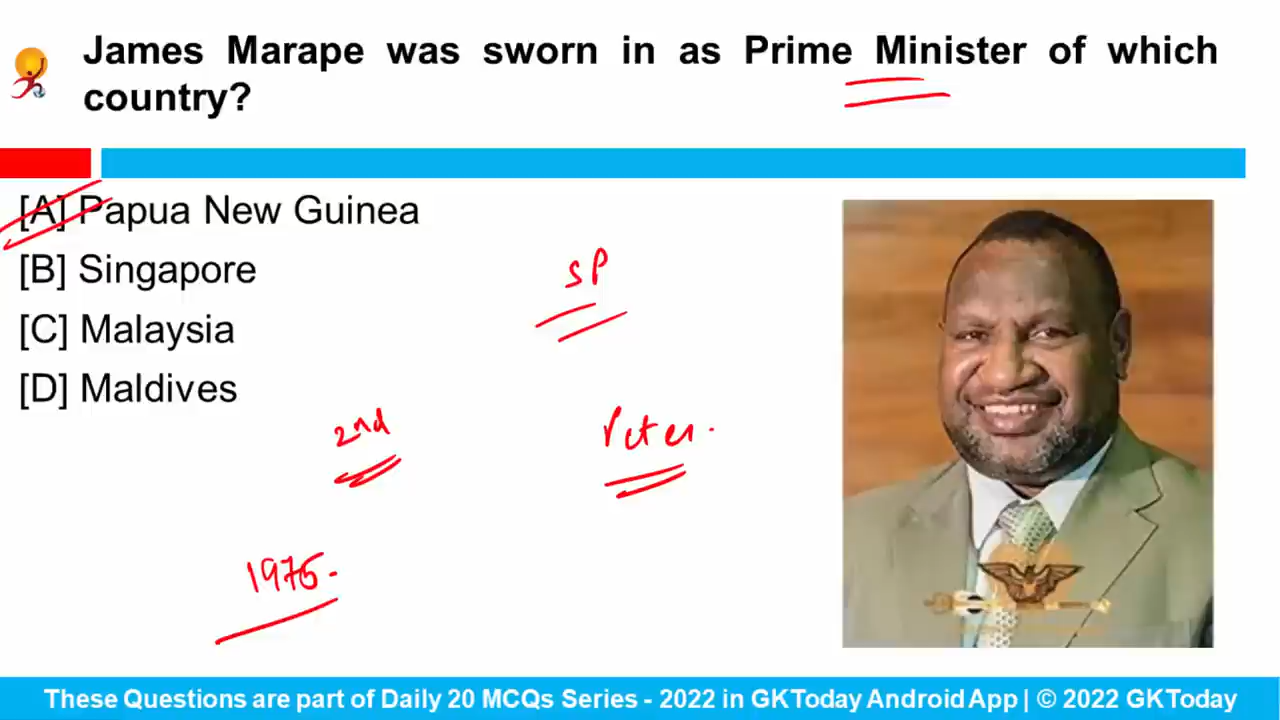 James Marape was sworn in as Prime Minister of which
country?
[A] Papua New Guinea
[B] Singapore
[C] Malaysia
[D] Maldives
SP
2nd
Peter.
1975.
These Questions are part of Daily 20 MCQs Series - 2022 in GKToday Android App | © 2022 GKToday